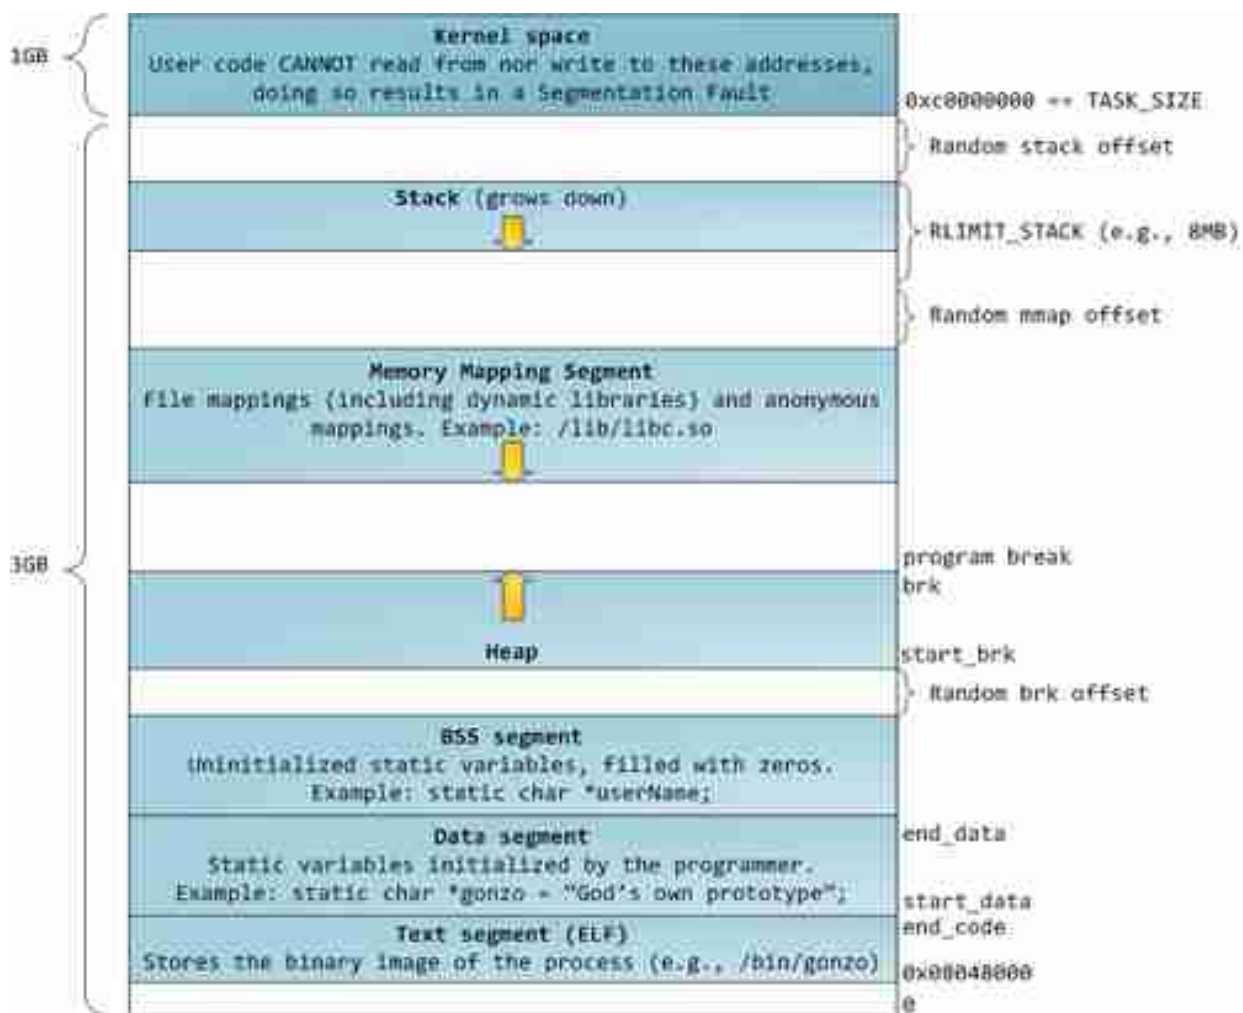 Kernel space
1GB
User code CANNOT read from nor write to these addresses,
doing so results in a Segmentation Fault
0xc0000000 == TASK_SIZE
Random stack offset
Stack (grows down)
RLIMIT_STACK (e.g., 8MB)
Random mmap offset
Memory Mapping Segment
File mappings (including dynamic libraries) and anonymous
mappings. Example: /lib/libc.so
3GB
program break
brk
Heap
start_brk
Random brk offset
BSS segment
Uninitialized static variables, filled with zeros.
Example: static char *userName;
Data segment
end_data
Static variables initialized by the programmer.
Example: static char *gonzo = "God's own prototype";
start_data
end_code
Text segment (ELF)
Stores the binary image of the process (e.g., /bin/gonzo)
0x08048000
0